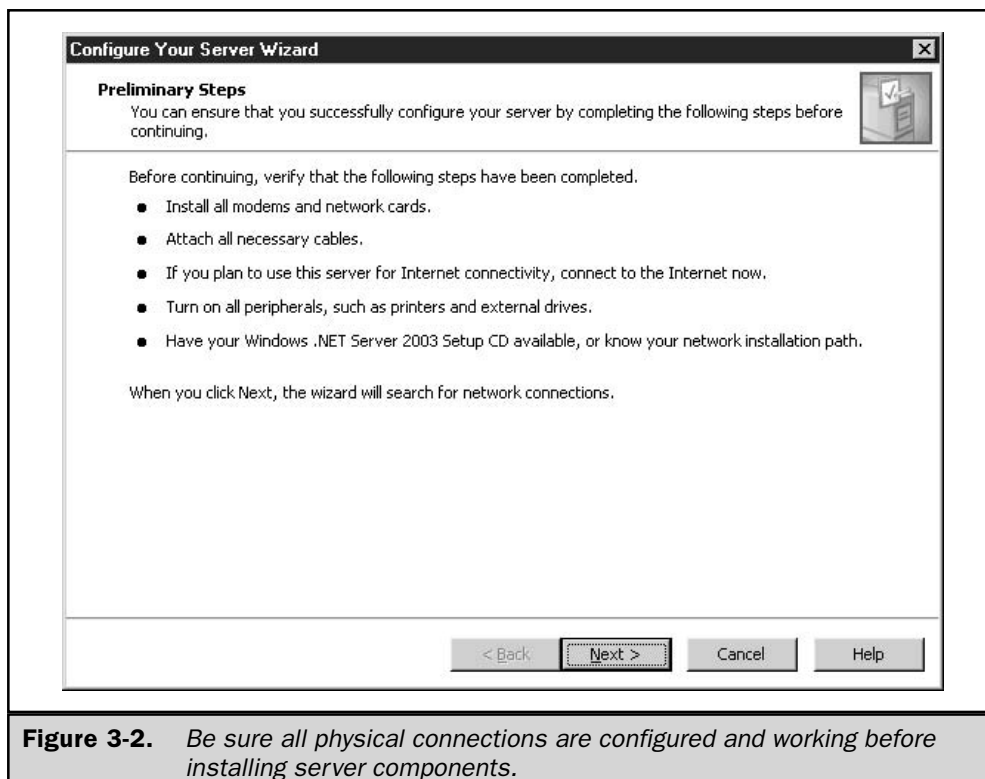 Configure Your Server Wizard
Preliminary Steps
You can ensure that you successfully configure your server by completing the following steps before
continuing.
Before continuing, verify that the following steps have been completed.
● Install all modems and network cards.
● Attach all necessary cables.
● If you plan to use this server for Internet connectivity, connect to the Internet now.
● Turn on all peripherals, such as printers and external drives.
● Have your Windows .NET Server 2003 Setup CD available, or know your network installation path.
When you click Next, the wizard will search for network connections.
< Back Next > Cancel Help
Figure 3-2. Be sure all physical connections are configured and working before
installing server components.